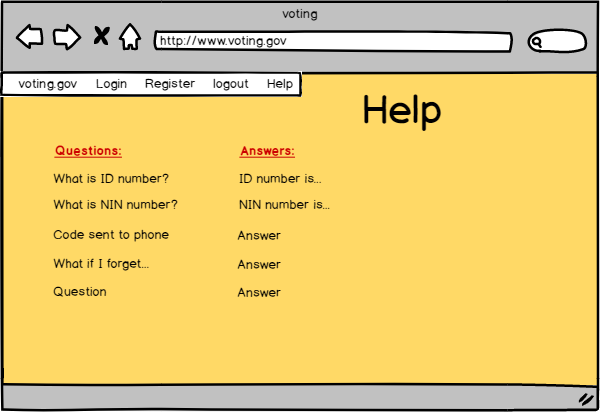 voting
http://www.voting.gov
voting.gov Login Register logout Help
Help
Questions: Answers:
What is ID number? ID number is...
What is NIN number? NIN number is...
Code sent to phone Answer
What if I forget... Answer
Question Answer